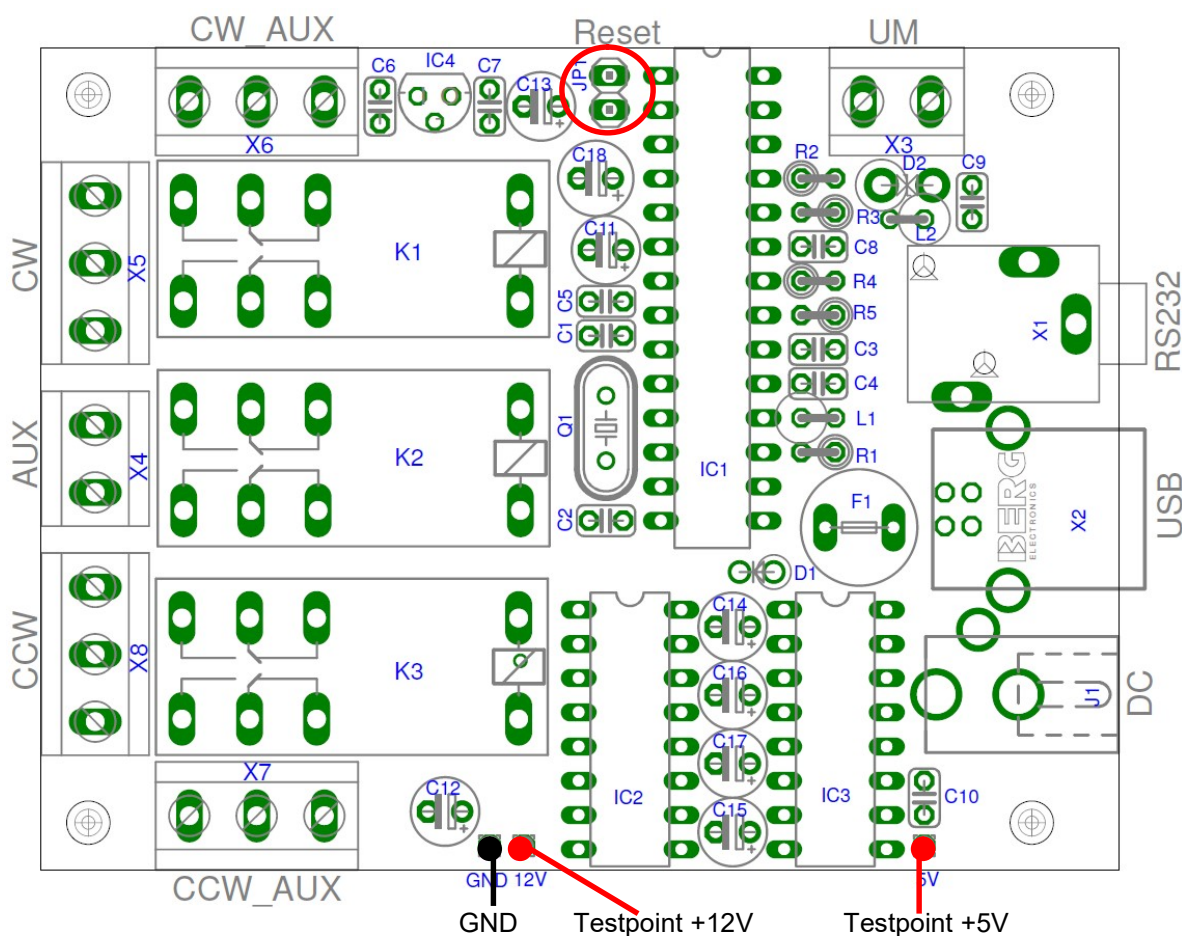 CW_AUX
Reset
UM
C6
IC4
C7
C13
JP1
X6
X3
C18
R2
D2
C9
R3
L2
CW
X5
K1
C11
C8
C5
R4
C1
R5
X1
RS232
C3
C4
AUX
X4
K2
Q1
L1
IC1
R1
C2
F1
BERG
ELECTRONICS
X2
USB
D1
CCW
X8
K3
C14
C16
J1
DC
X7
C12
C17
IC2
C15
IC3
C10
CCW_AUX
GND 12V
5V
GND
Testpoint +12V
Testpoint +5V